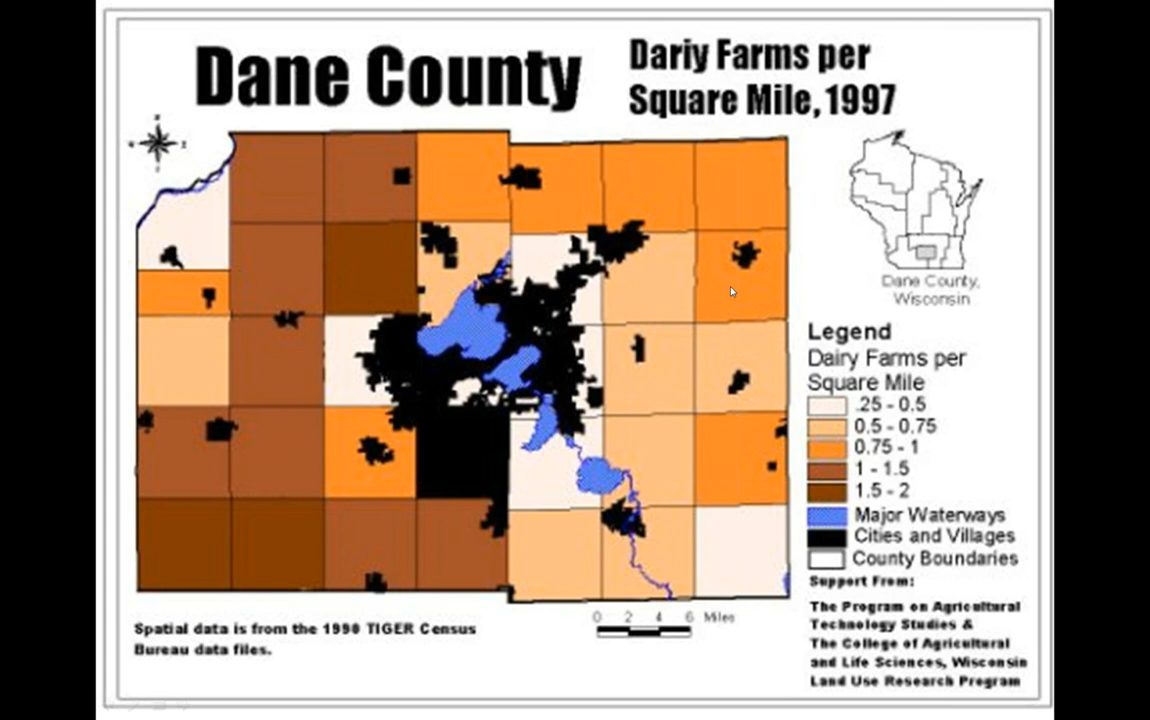 Dane County
Dariy Farms per
Square Mile, 1997
Dane County,
Wisconsin
Legend
Dairy Farms per
Square Mile
.25 - 0.5
0.5 - 0.75
0.75 - 1
1 - 1.5
1.5 - 2
Major Waterways
Cities and Villages
County Boundaries
Support From:
The Program on Agricultural
Technology Studies &
The College of Agricultural
and Life Sciences, Wisconsin
Land Use Research Program
0 2 4 6 Miles
Spatial data is from the 1990 TIGER Census
Bureau data files.